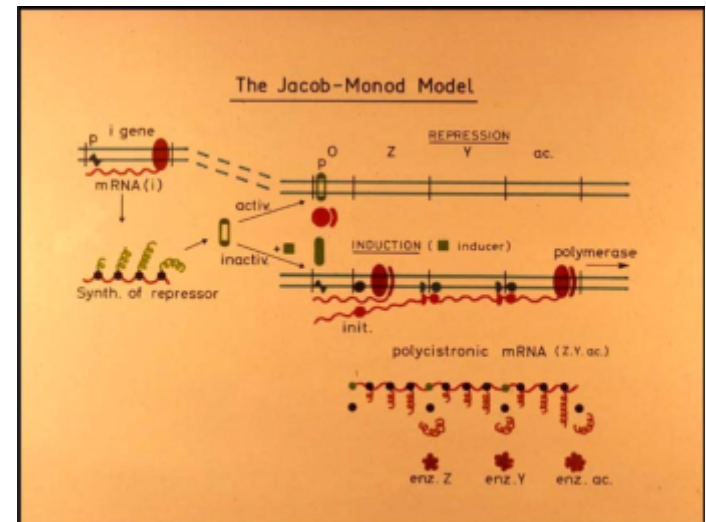 The Jacob-Monod Model
p i gene
mRNA(i)
Synth. of repressor
activ.
inactiv.
REPRESSION
p O Z Y ac.
+
INDUCTION ( inducer)
polymerase
init.
polycistronic mRNA (Z.Y.ac.)
enz. Z enz. Y enz. ac.